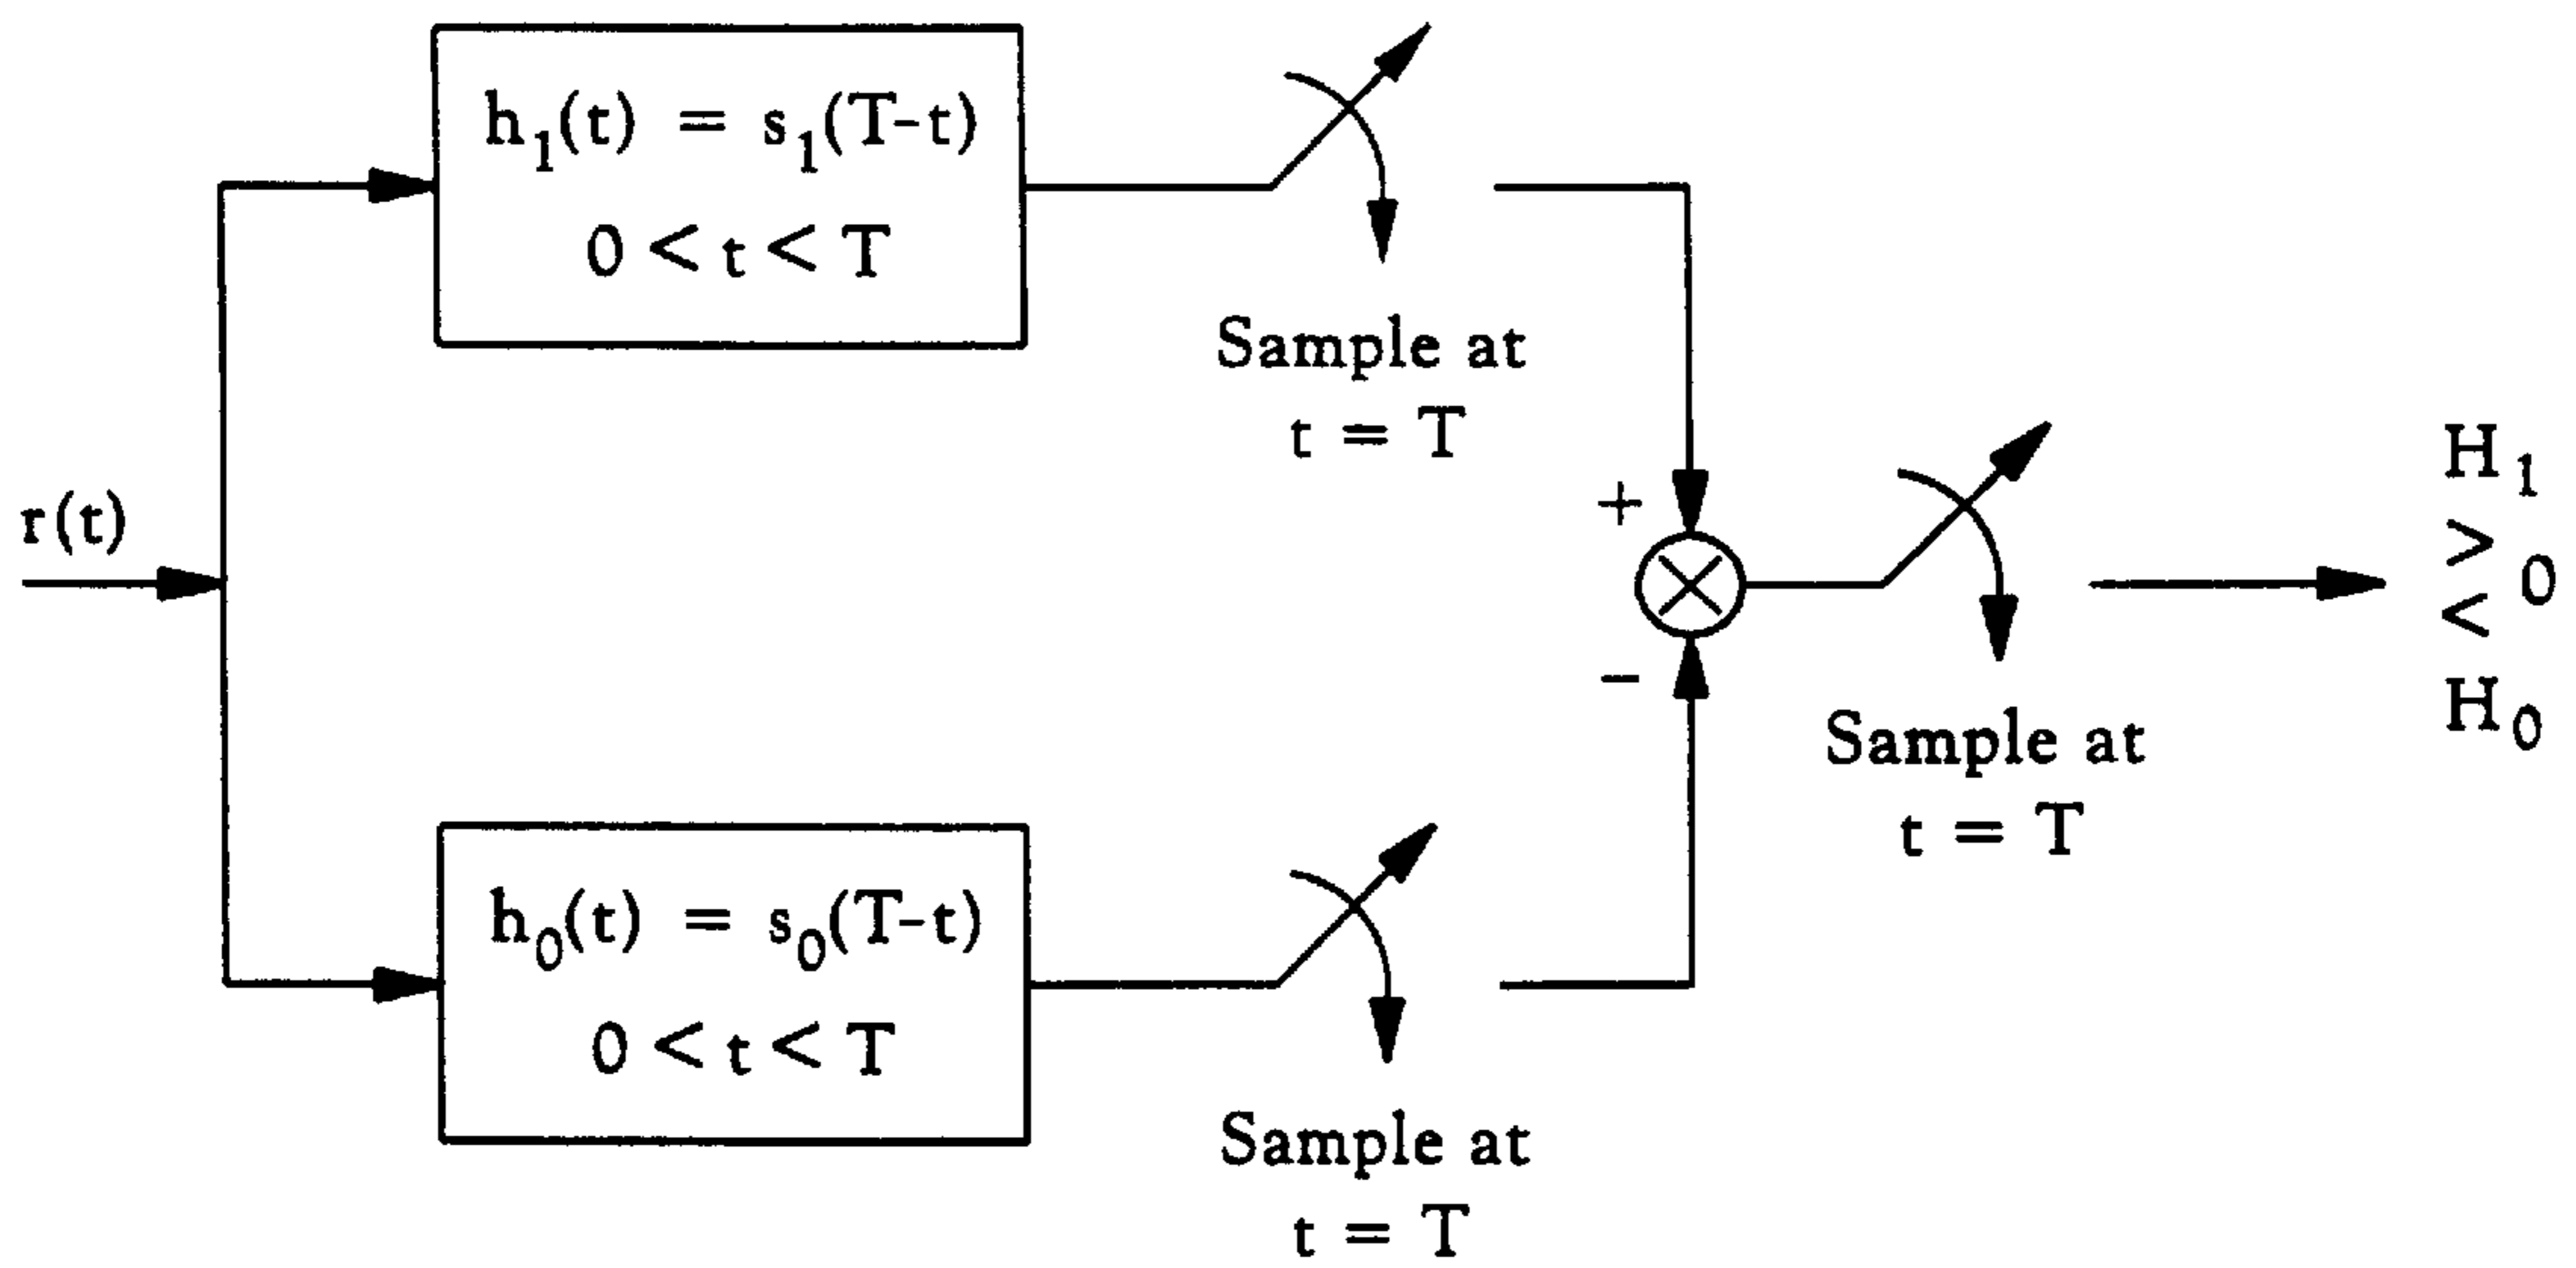 h₁(t) = s₁(T-t)
0 < t < T
Sample at
t = T
r(t)
+
−
Sample at
t = T
H₁
>
< 0
H₀
h₀(t) = s₀(T-t)
0 < t < T
Sample at
t = T